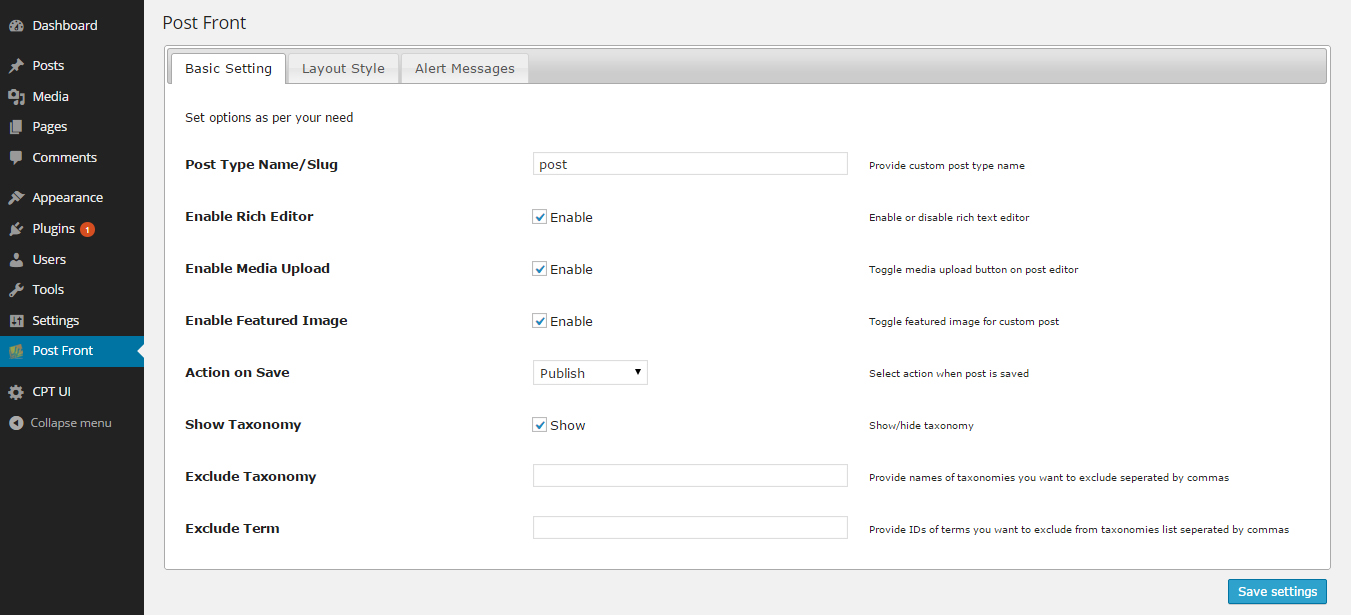 Dashboard
Posts
Media
Pages
Comments
Appearance
Plugins 1
Users
Tools
Settings
Post Front
CPT UI
Collapse menu
Post Front
Basic Setting Layout Style Alert Messages
Set options as per your need
Post Type Name/Slug post Provide custom post type name
Enable Rich Editor Enable Enable or disable rich text editor
Enable Media Upload Enable Toggle media upload button on post editor
Enable Featured Image Enable Toggle featured image for custom post
Action on Save Publish Select action when post is saved
Show Taxonomy Show Show/hide taxonomy
Exclude Taxonomy Provide names of taxonomies you want to exclude seperated by commas
Exclude Term Provide IDs of terms you want to exclude from taxonomies list seperated by commas
Save settings